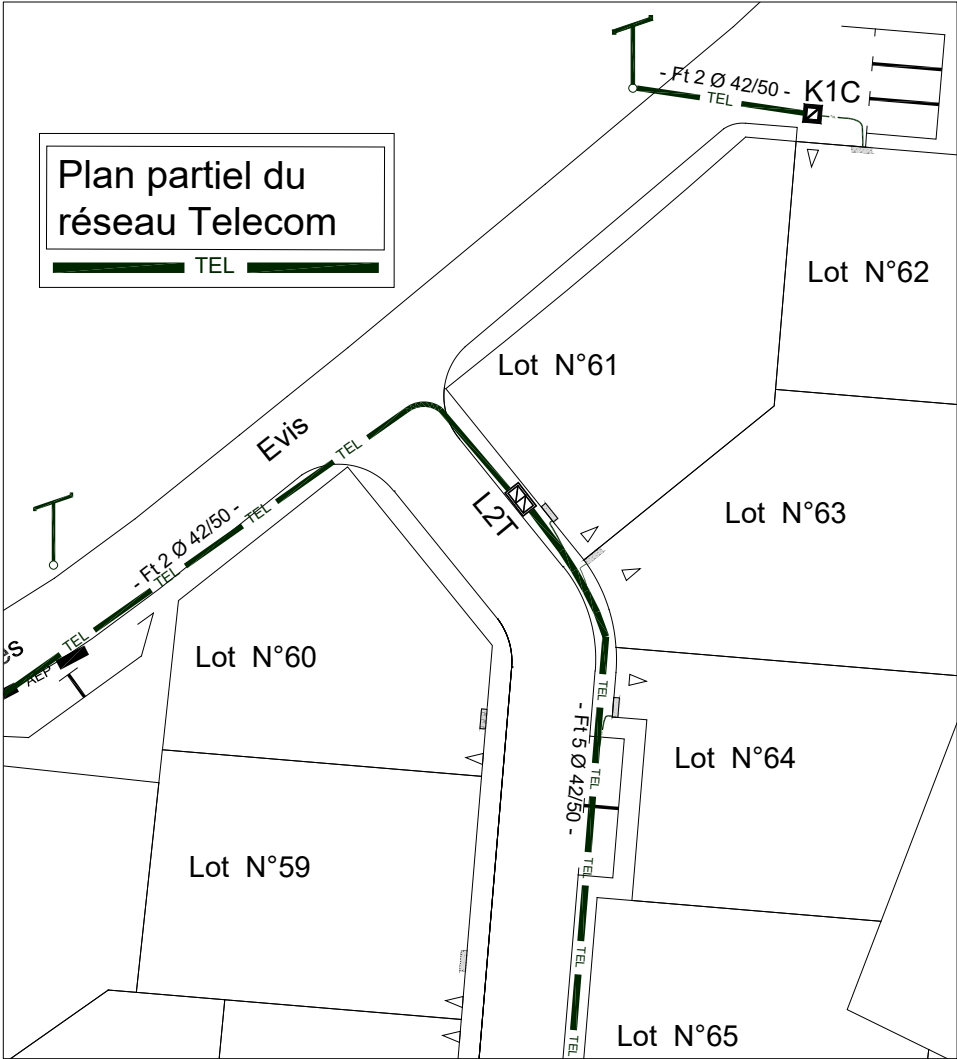 - Ft 2 Ø 42/50 -
TEL
K1C
Plan partiel du
réseau Telecom
TEL
Lot N°62
Lot N°61
Evis
TEL
- Ft 2 Ø 42/50 -
TEL
TEL
TEL
es
AEP
L2T
Lot N°63
Lot N°60
TEL
- Ft 5 Ø 42/50 -
Lot N°64
TEL
Lot N°59
TEL
TEL
Lot N°65
TEL